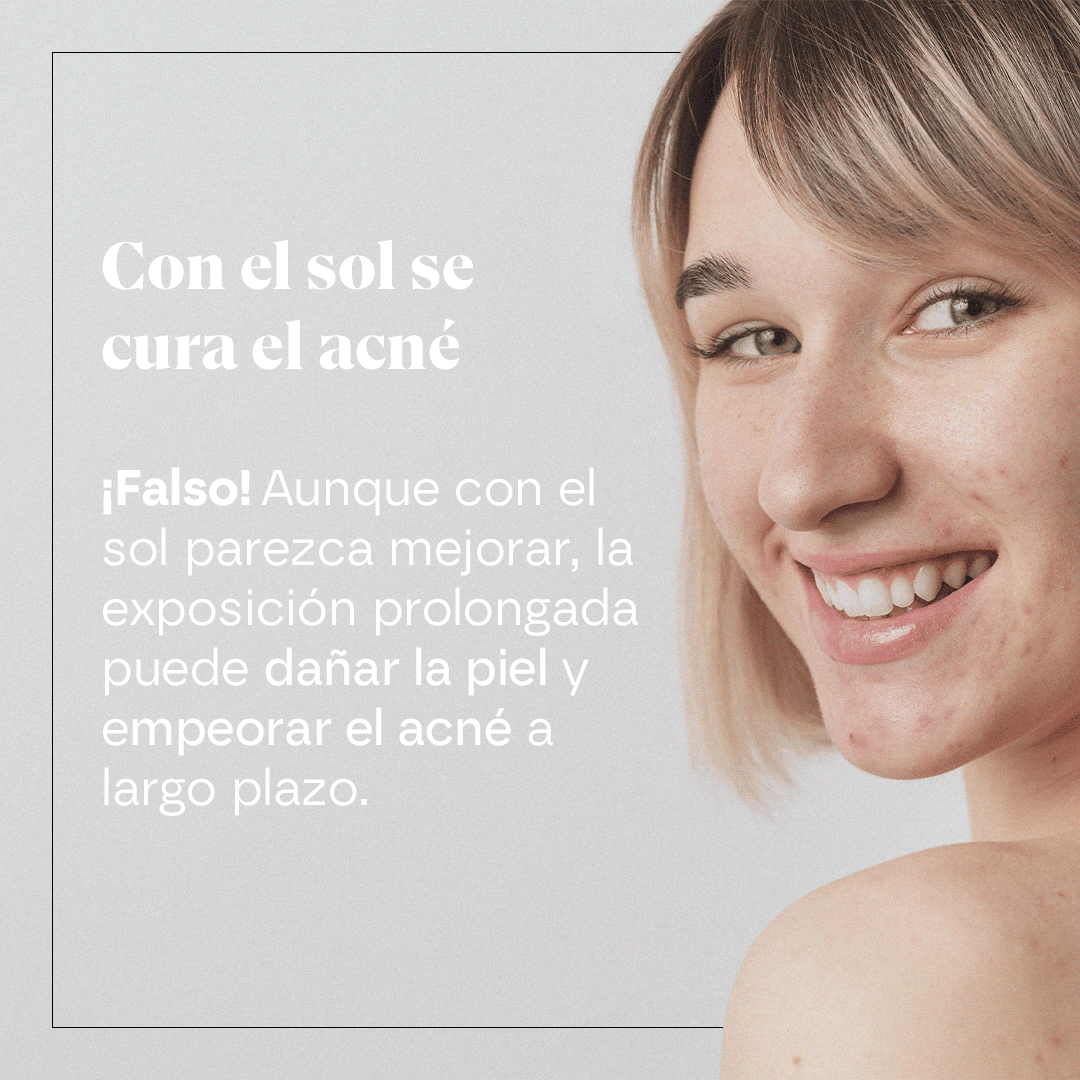 Con el sol se
cura el acné
¡Falso! Aunque con el
sol parezca mejorar, la
exposición prolongada
puede dañar la piel y
empeorar el acné a
largo plazo.